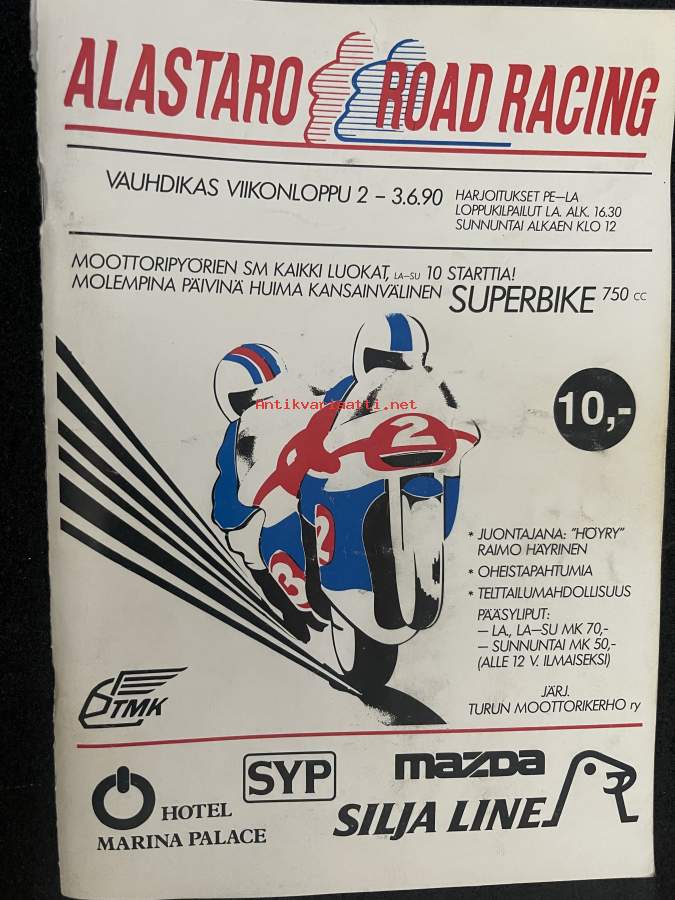 ALASTARO ROAD RACING
VAUHDIKAS VIIKONLOPPU 2 – 3.6.90
HARJOITUKSET PE–LA
LOPPUKILPAILUT LA. ALK. 16.30
SUNNUNTAI ALKAEN KLO 12
MOOTTORIPYÖRIEN SM KAIKKI LUOKAT, LA–SU 10 STARTTIA!
MOLEMPINA PÄIVINÄ HUIMA KANSAINVÄLINEN SUPERBIKE 750 CC
Antikvariaatti.net
10,-
2
2
3
* JUONTAJANA: "HÖYRY"
RAIMO HÄYRINEN
* OHEISTAPAHTUMIA
* TELTTAILUMAHDOLLISUUS
PÄÄSYLIPUT:
– LA., LA–SU MK 70,-
– SUNNUNTAI MK 50,-
(ALLE 12 V. ILMAISEKSI)
JÄRJ.
TURUN MOOTTORIKERHO ry
TMK
HOTEL
MARINA PALACE
SYP
mazda
SILJA LINE